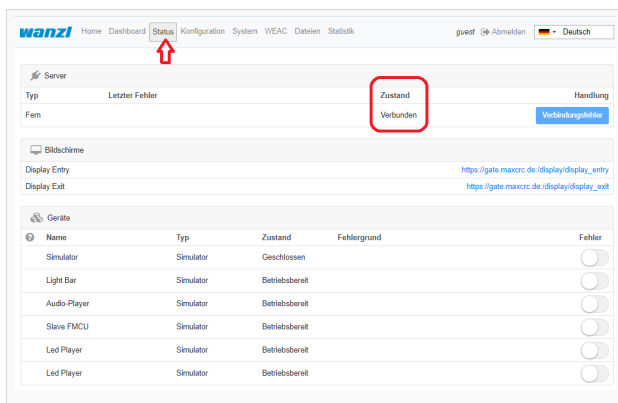 wanzl Home Dashboard Status Konfiguration System WEAC Dateien Statistik guest Abmelden Deutsch
Server
Typ Letzter Fehler Zustand Handlung
Fern Verbunden Verbindungsfehler
Bildschirme
Display Entry https://gate.maxcrc.de:/display/display_entry
Display Exit https://gate.maxcrc.de:/display/display_exit
Geräte
? Name Typ Zustand Fehlergrund Fehler
Simulator Simulator Geschlossen
Light Bar Simulator Betriebsbereit
Audio-Player Simulator Betriebsbereit
Slave FMCU Simulator Betriebsbereit
Led Player Simulator Betriebsbereit
Led Player Simulator Betriebsbereit